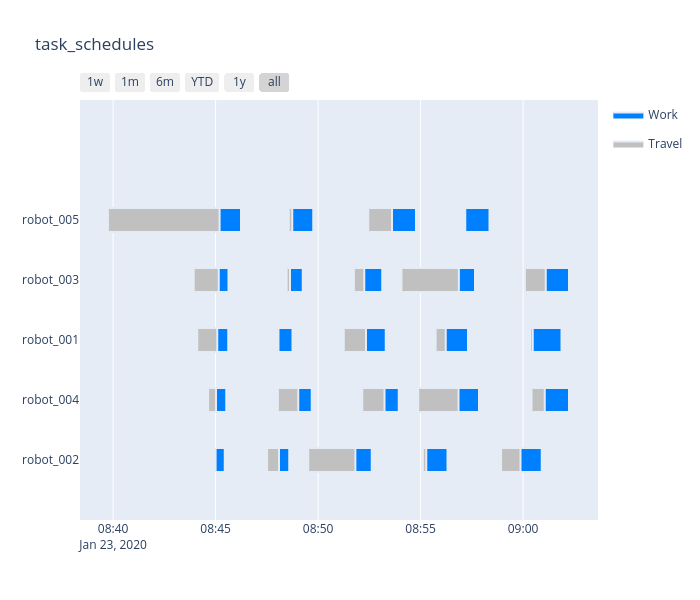 task_schedules
1w 1m 6m YTD 1y all
Work
Travel
robot_005
robot_003
robot_001
robot_004
robot_002
08:40 08:45 08:50 08:55 09:00
Jan 23, 2020